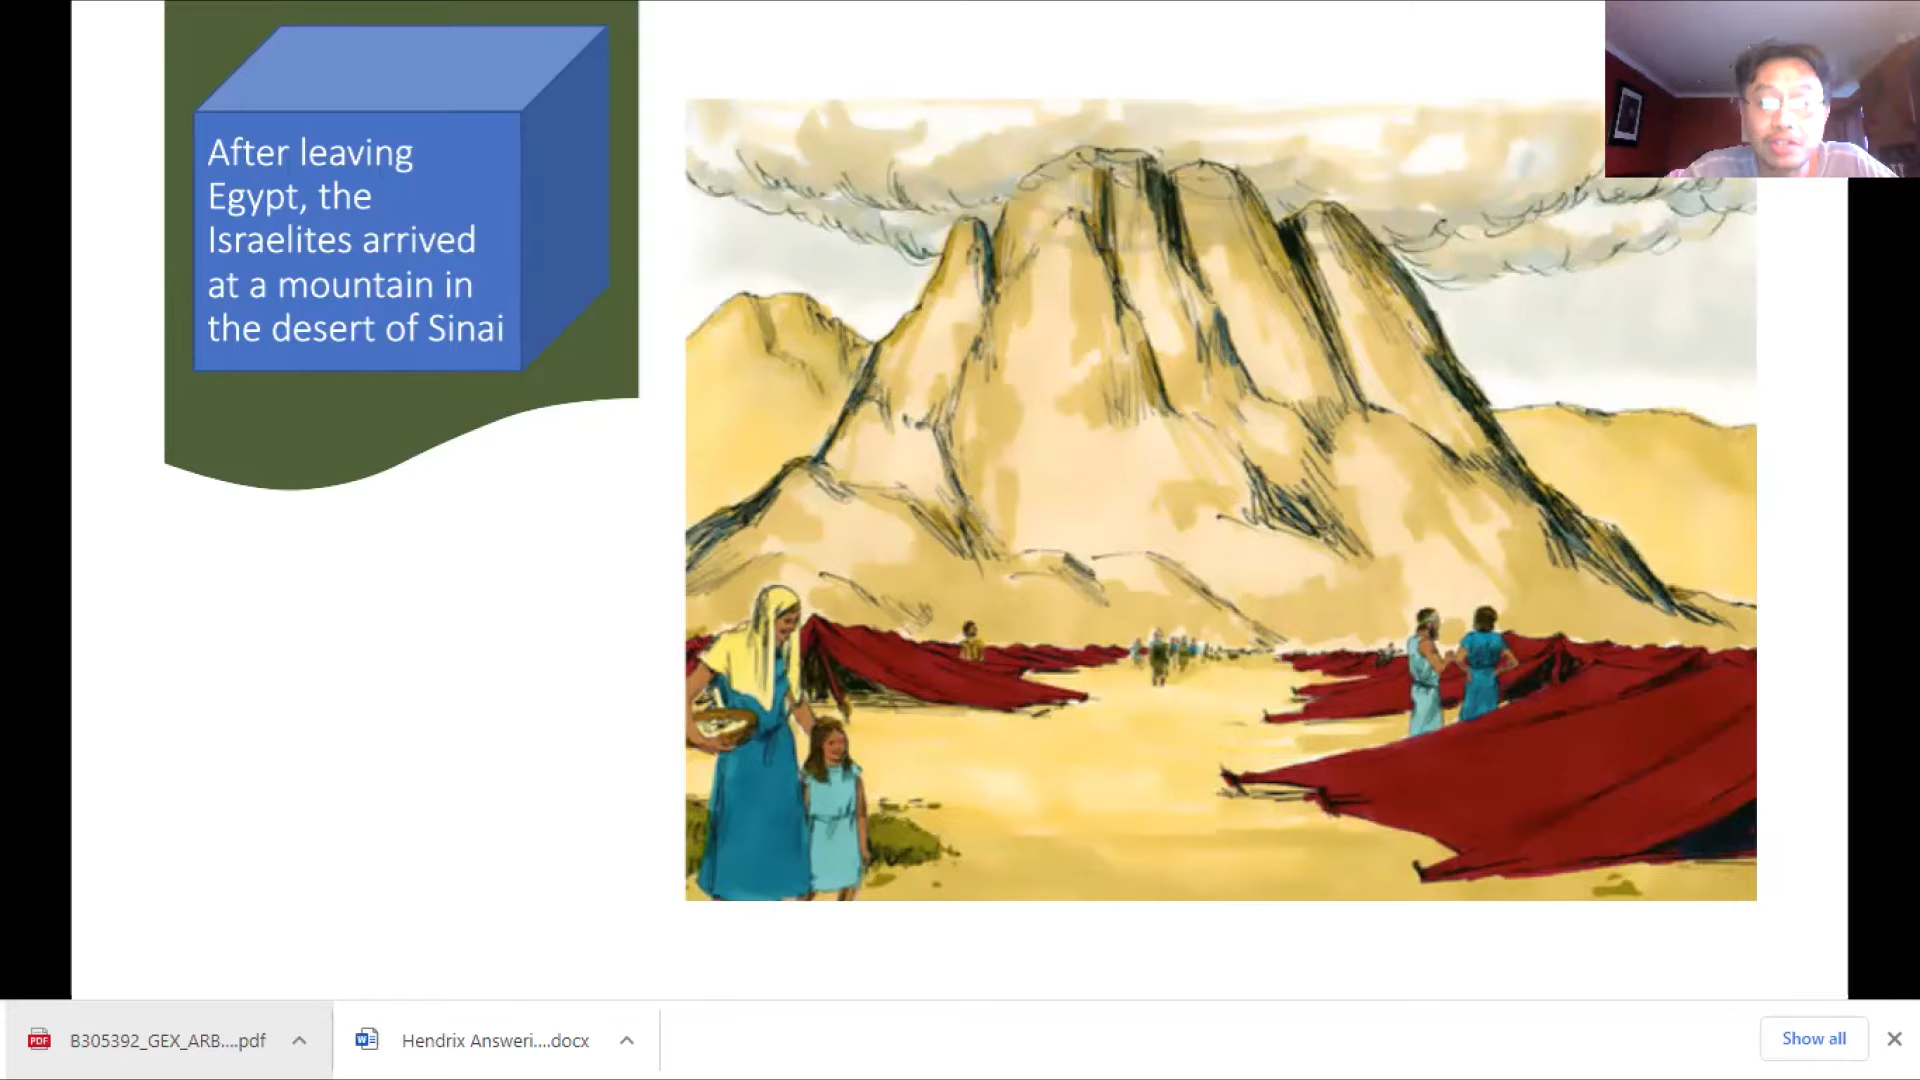 After leaving
Egypt, the
Israelites arrived
at a mountain in
the desert of Sinai
PDF
B305392_GEX_ARB....pdf
W
Hendrix Answeri....docx
Show all